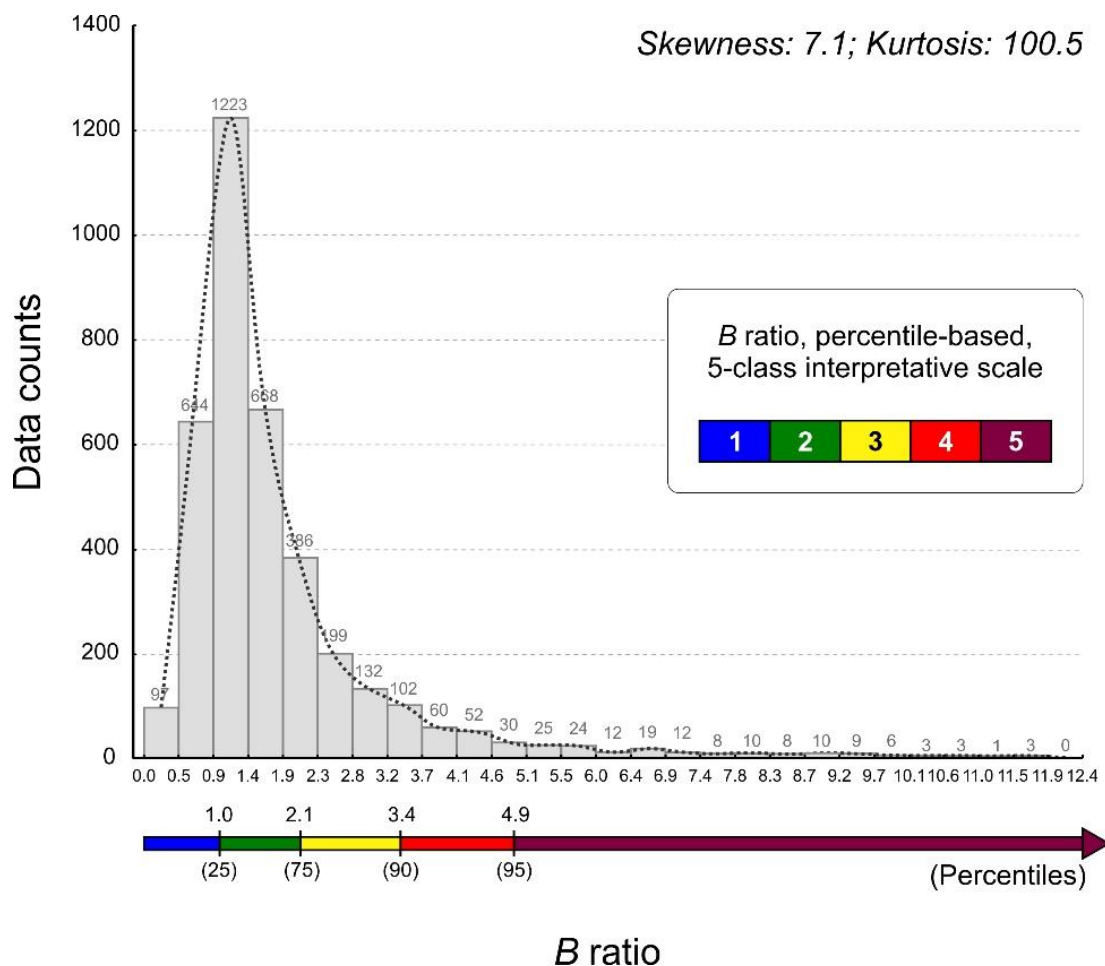 1400
Skewness: 7.1; Kurtosis: 100.5
1223
1200
1000
Data counts
800
B ratio, percentile-based,
5-class interpretative scale
1 2 3 4 5
644 668
600
386
400
199
200
132
97 102
60 52 30 25 24 12 19 12 8 10 8 10 9 6 3 3 1 3 0
0
0.0 0.5 0.9 1.4 1.9 2.3 2.8 3.2 3.7 4.1 4.6 5.1 5.5 6.0 6.4 6.9 7.4 7.8 8.3 8.7 9.2 9.7 10.1 10.6 11.0 11.5 11.9 12.4
1.0 2.1 3.4 4.9
(25) (75) (90) (95) (Percentiles)
B ratio